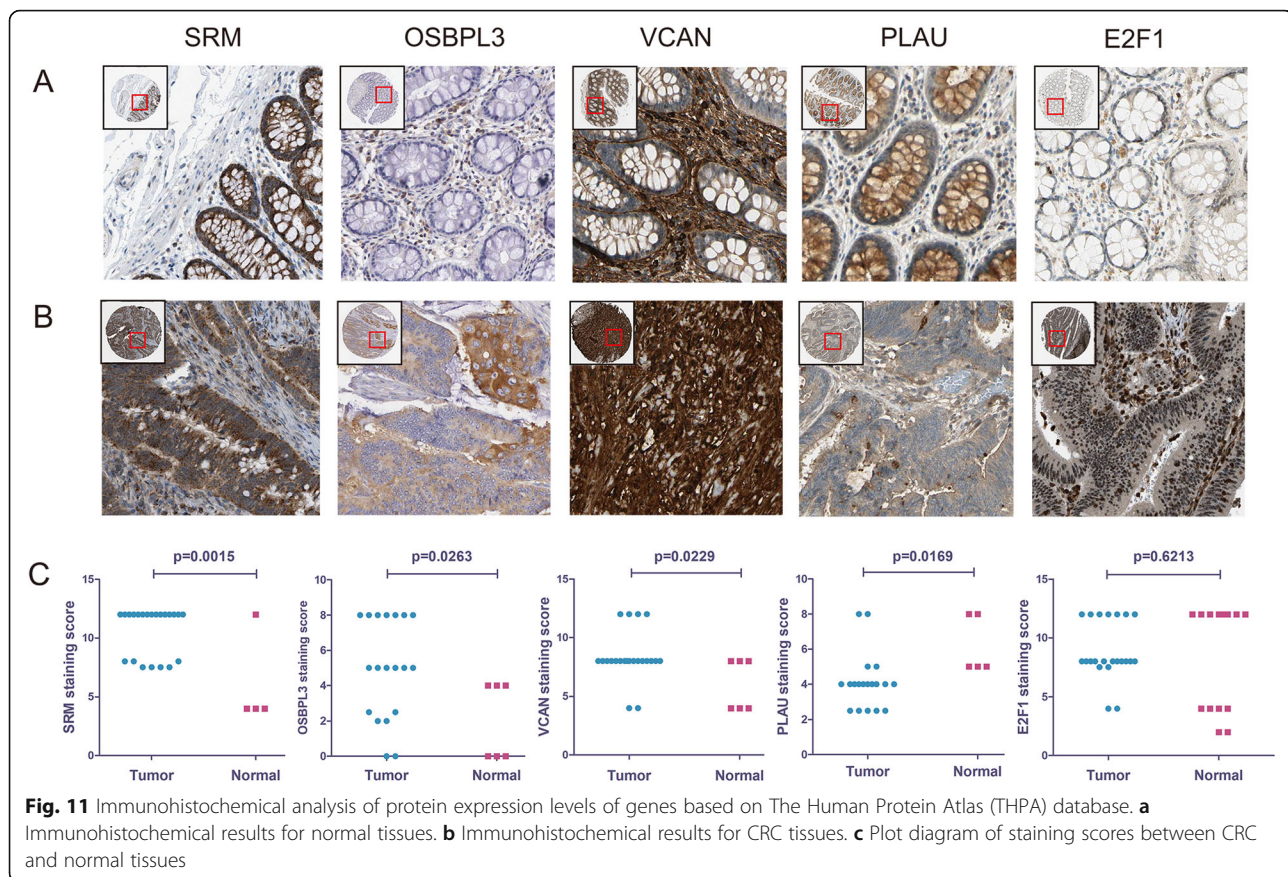 SRM OSBPL3 VCAN PLAU E2F1
A
B
C
p=0.0015 p=0.0263 p=0.0229 p=0.0169 p=0.6213
SRM staining score
15
10
5
0
Tumor Normal
OSBPL3 staining score
10
8
6
4
2
0
Tumor Normal
VCAN staining score
15
10
5
0
Tumor Normal
PLAU staining score
10
8
6
4
2
0
Tumor Normal
E2F1 staining score
15
10
5
0
Tumor Normal
Fig. 11 Immunohistochemical analysis of protein expression levels of genes based on The Human Protein Atlas (THPA) database. a
Immunohistochemical results for normal tissues. b Immunohistochemical results for CRC tissues. c Plot diagram of staining scores between CRC
and normal tissues